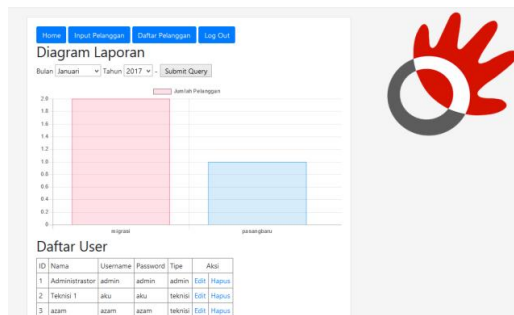 Home Input Pelanggan Daftar Pelanggan Log Out
Diagram Laporan
Bulan Januari Tahun 2017 - Submit Query
Jumlah Pelanggan
2.0
1.8
1.6
1.4
1.2
1.0
0.8
0.6
0.4
0.2
0
migrasi pasangbaru
Daftar User
ID Nama Username Password Tipe Aksi
1 Administrastor admin admin admin Edit Hapus
2 Teknisi 1 aku aku teknisi Edit Hapus
3 azam azam azam teknisi Edit Hapus